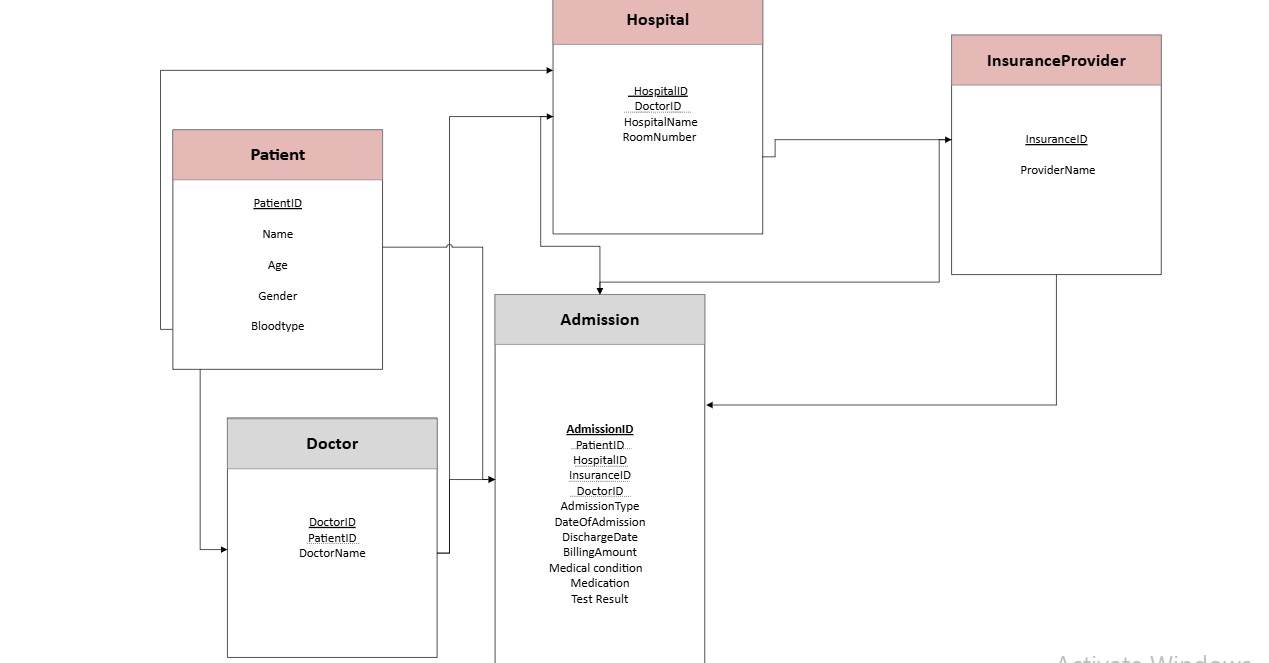 Hospital
HospitalID
DoctorID
HospitalName
RoomNumber
InsuranceProvider
InsuranceID
ProviderName
Patient
PatientID
Name
Age
Gender
Bloodtype
Admission
AdmissionID
PatientID
HospitalID
InsuranceID
DoctorID
AdmissionType
DateOfAdmission
DischargeDate
BillingAmount
Medical condition
Medication
Test Result
Doctor
DoctorID
PatientID
DoctorName
Activate Windows